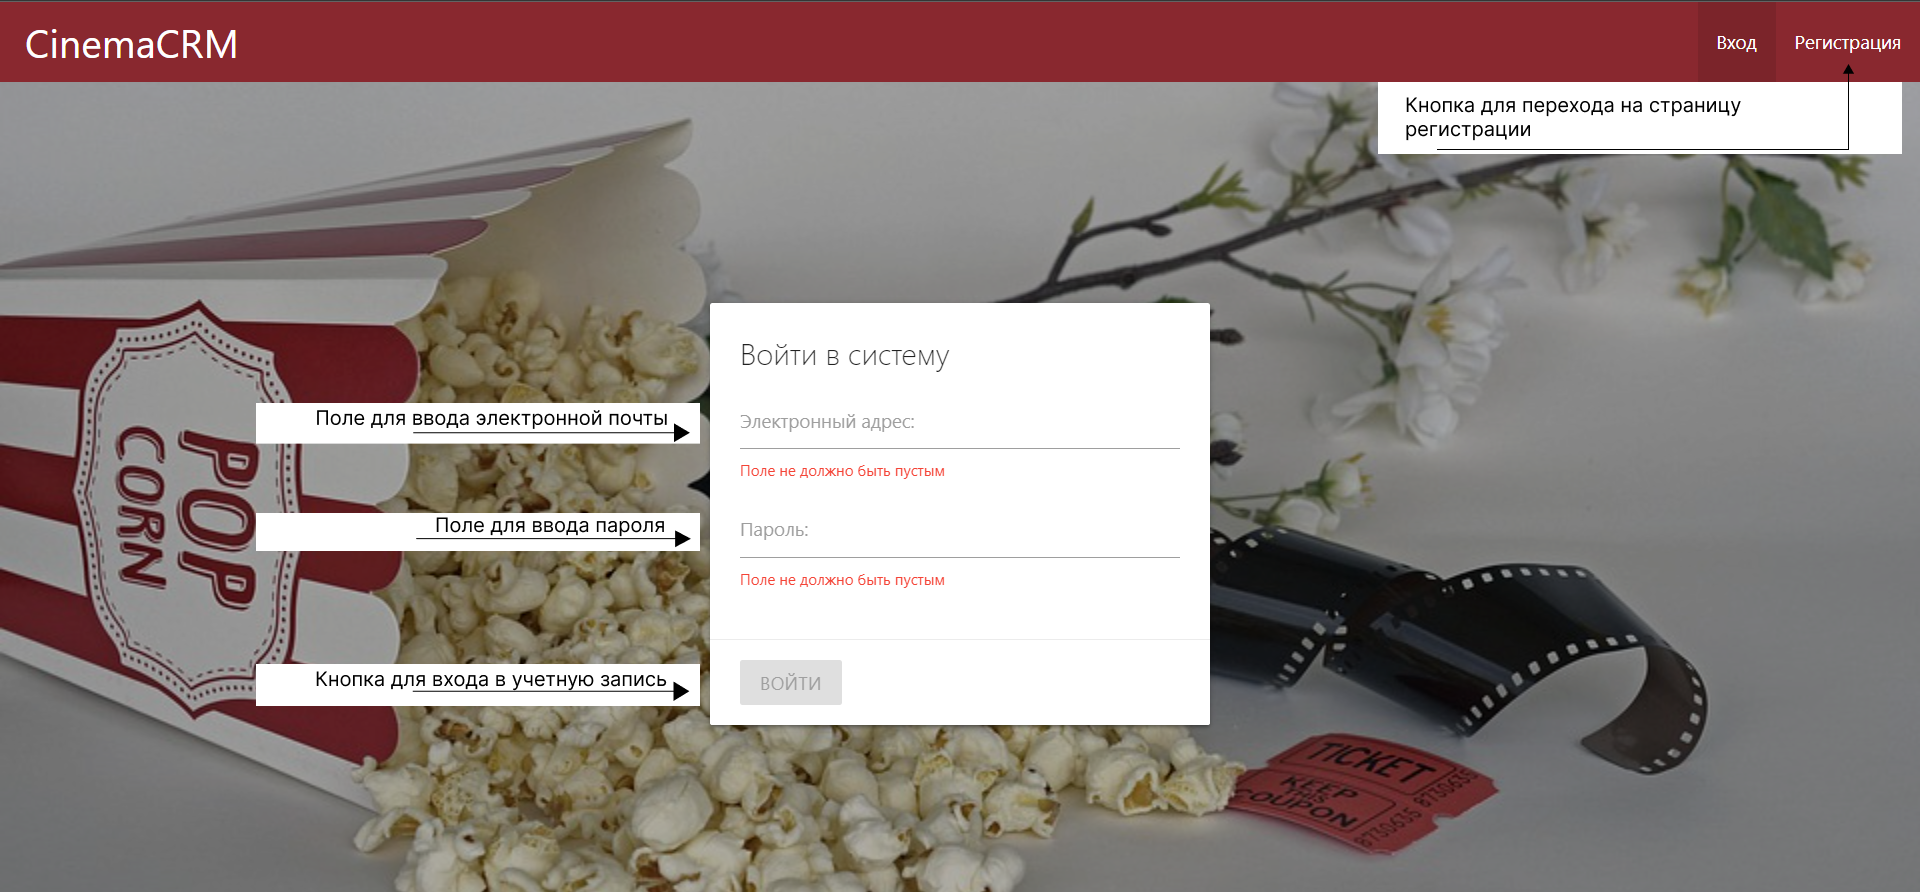 CinemaCRM
Вход
Регистрация
Кнопка для перехода на страницу
регистрации
Войти в систему
Поле для ввода электронной почты
Электронный адрес:
Поле не должно быть пустым
Поле для ввода пароля
Пароль:
Поле не должно быть пустым
Кнопка для входа в учетную запись
ВОЙТИ
POP
CORN
TICKET
KEEP
THIS
COUPON
8730635
8730635